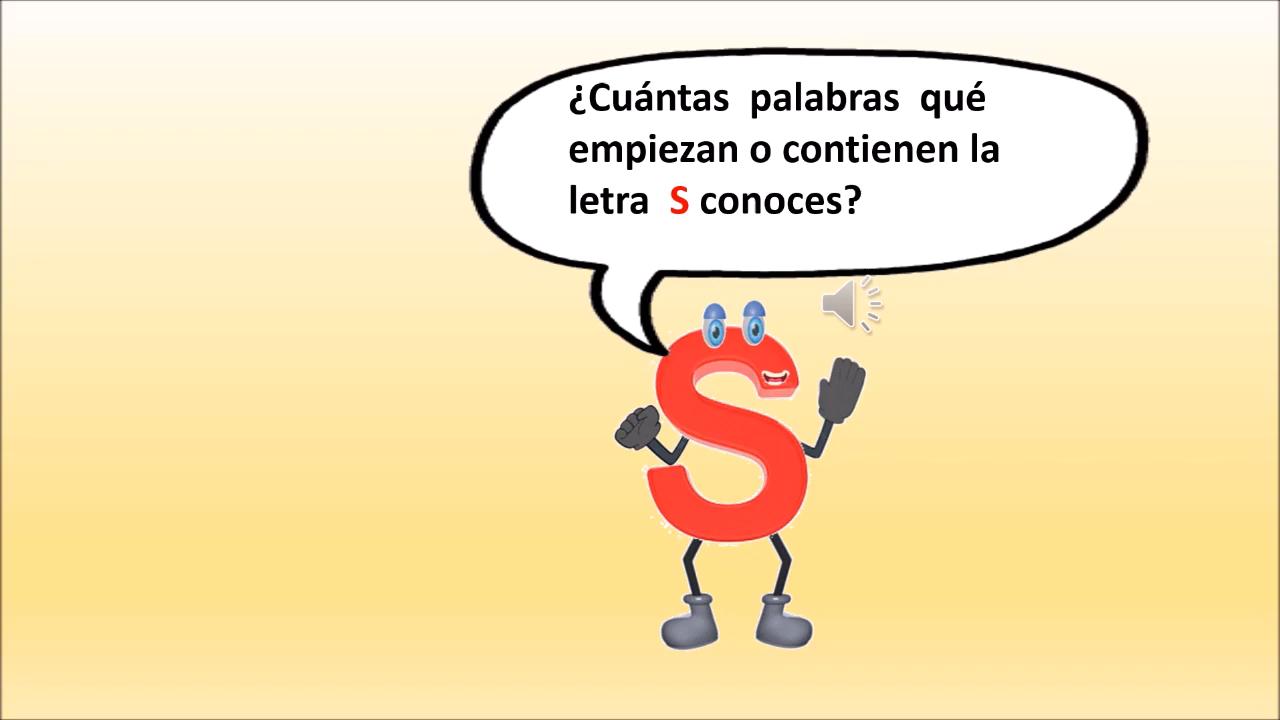 ¿Cuántas palabras qué
empiezan o contienen la
letra S conoces?